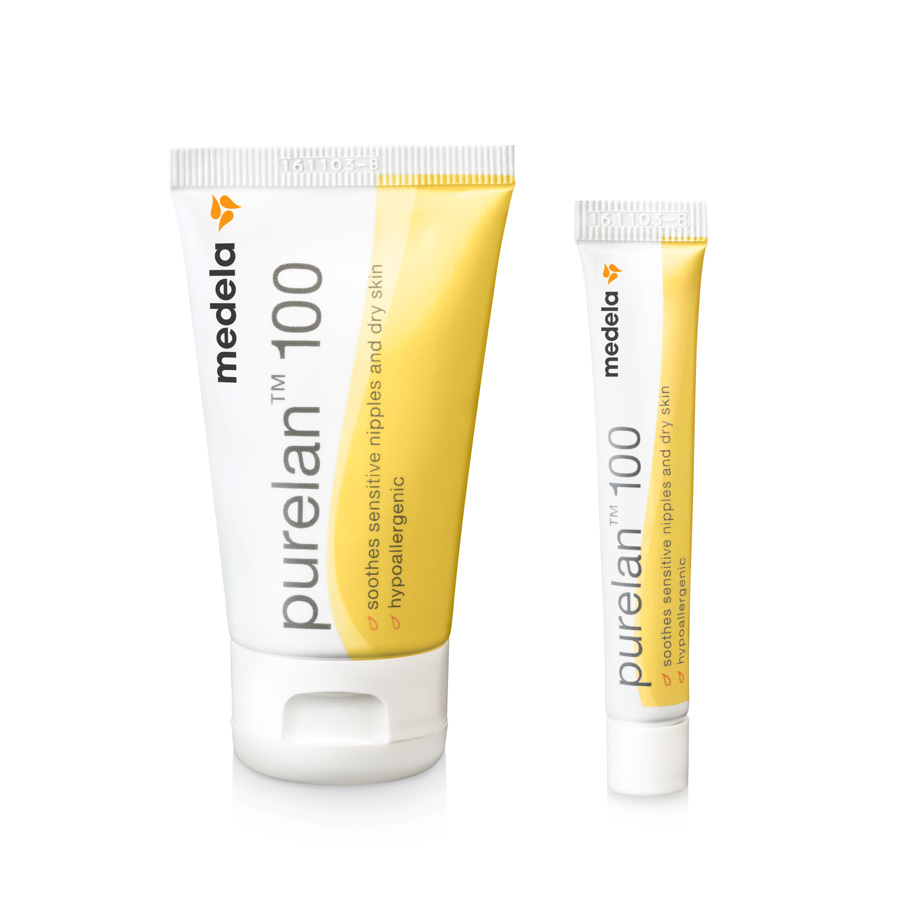 161103-8
medela
purelan™ 100
soothes sensitive nipples and dry skin
hypoallergenic
161103-8
medela
purelan™ 100
soothes sensitive nipples and dry skin
hypoallergenic